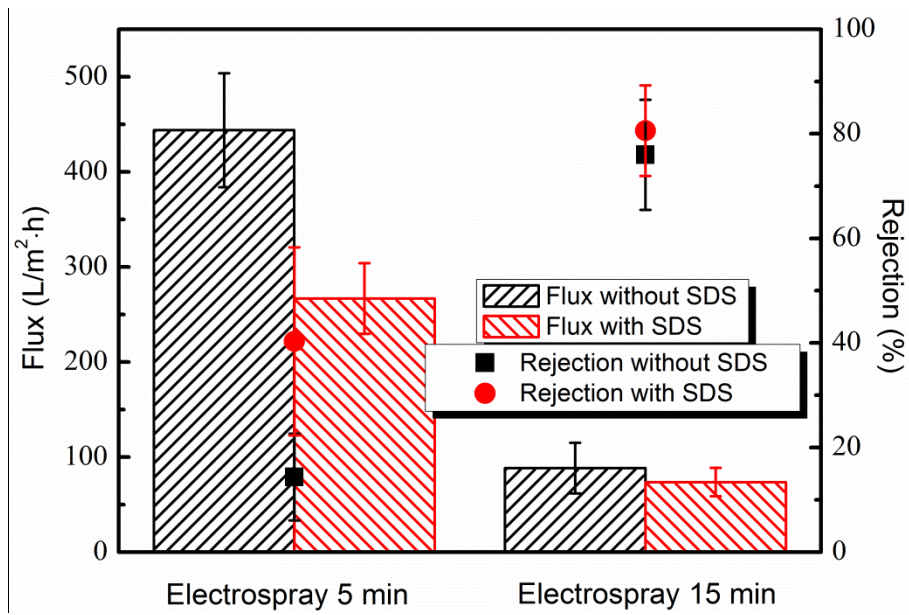 500
400
300
200
100
0
Flux (L/m²·h)
100
80
60
40
20
0
Rejection (%)
Flux without SDS
Flux with SDS
Rejection without SDS
Rejection with SDS
Electrospray 5 min
Electrospray 15 min